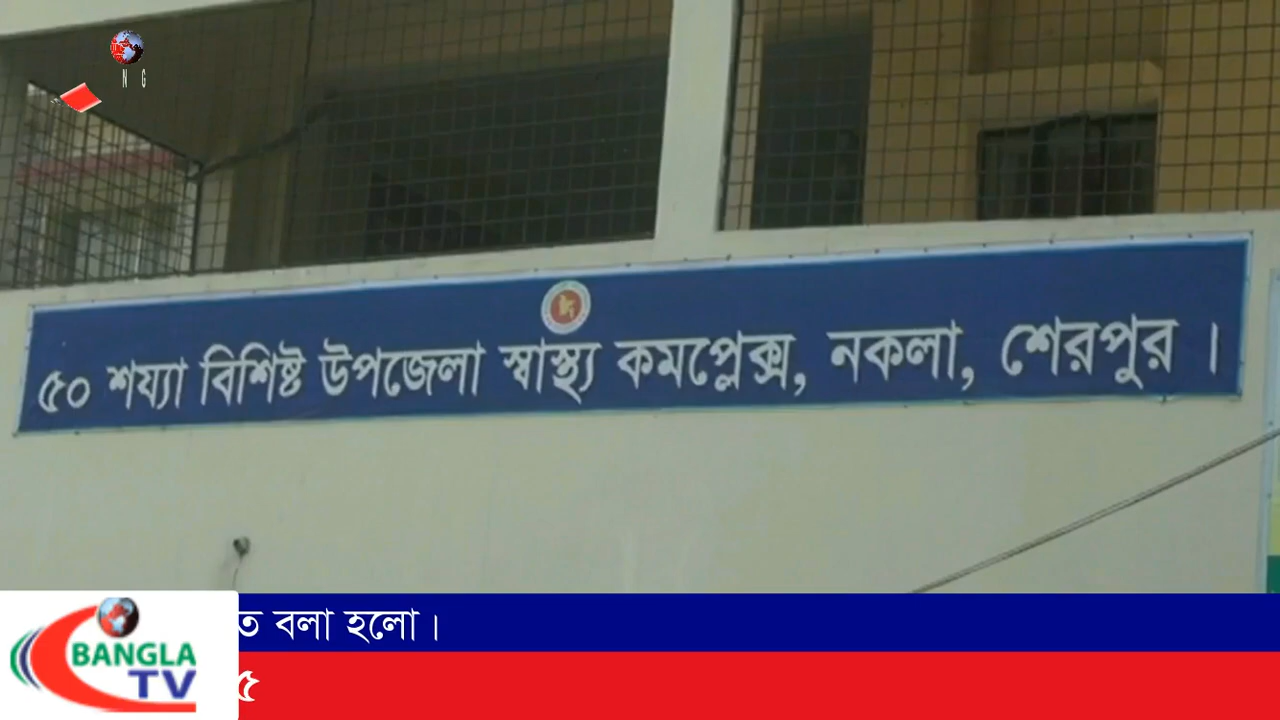 N G
৫০ শয্যা বিশিষ্ট উপজেলা স্বাস্থ্য কমপ্লেক্স, নকলা, শেরপুর ।
ত বলা হলো।
BANGLA
TV
৫